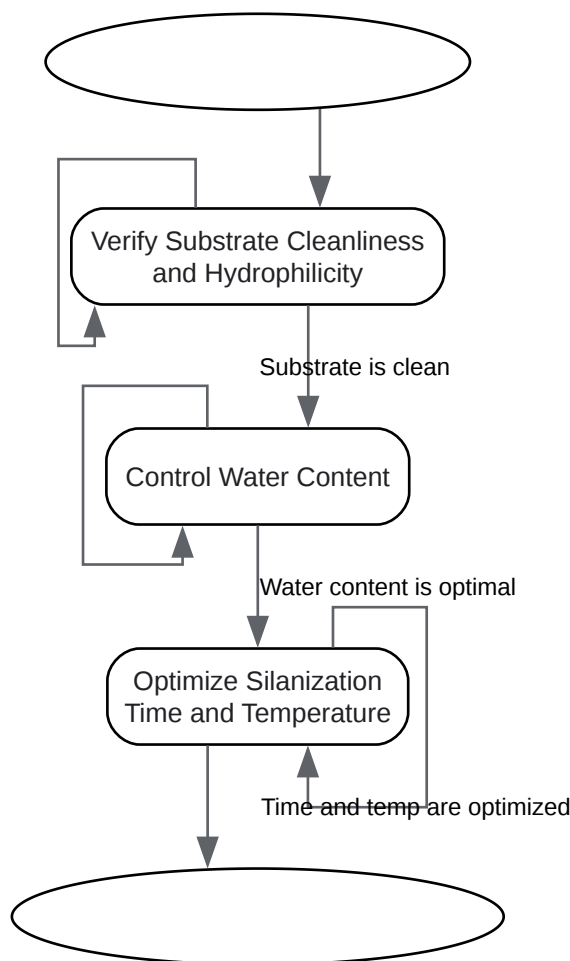 Verify Substrate Cleanliness
and Hydrophilicity
Substrate is clean
Control Water Content
Water content is optimal
Optimize Silanization
Time and Temperature
Time and temp are optimized